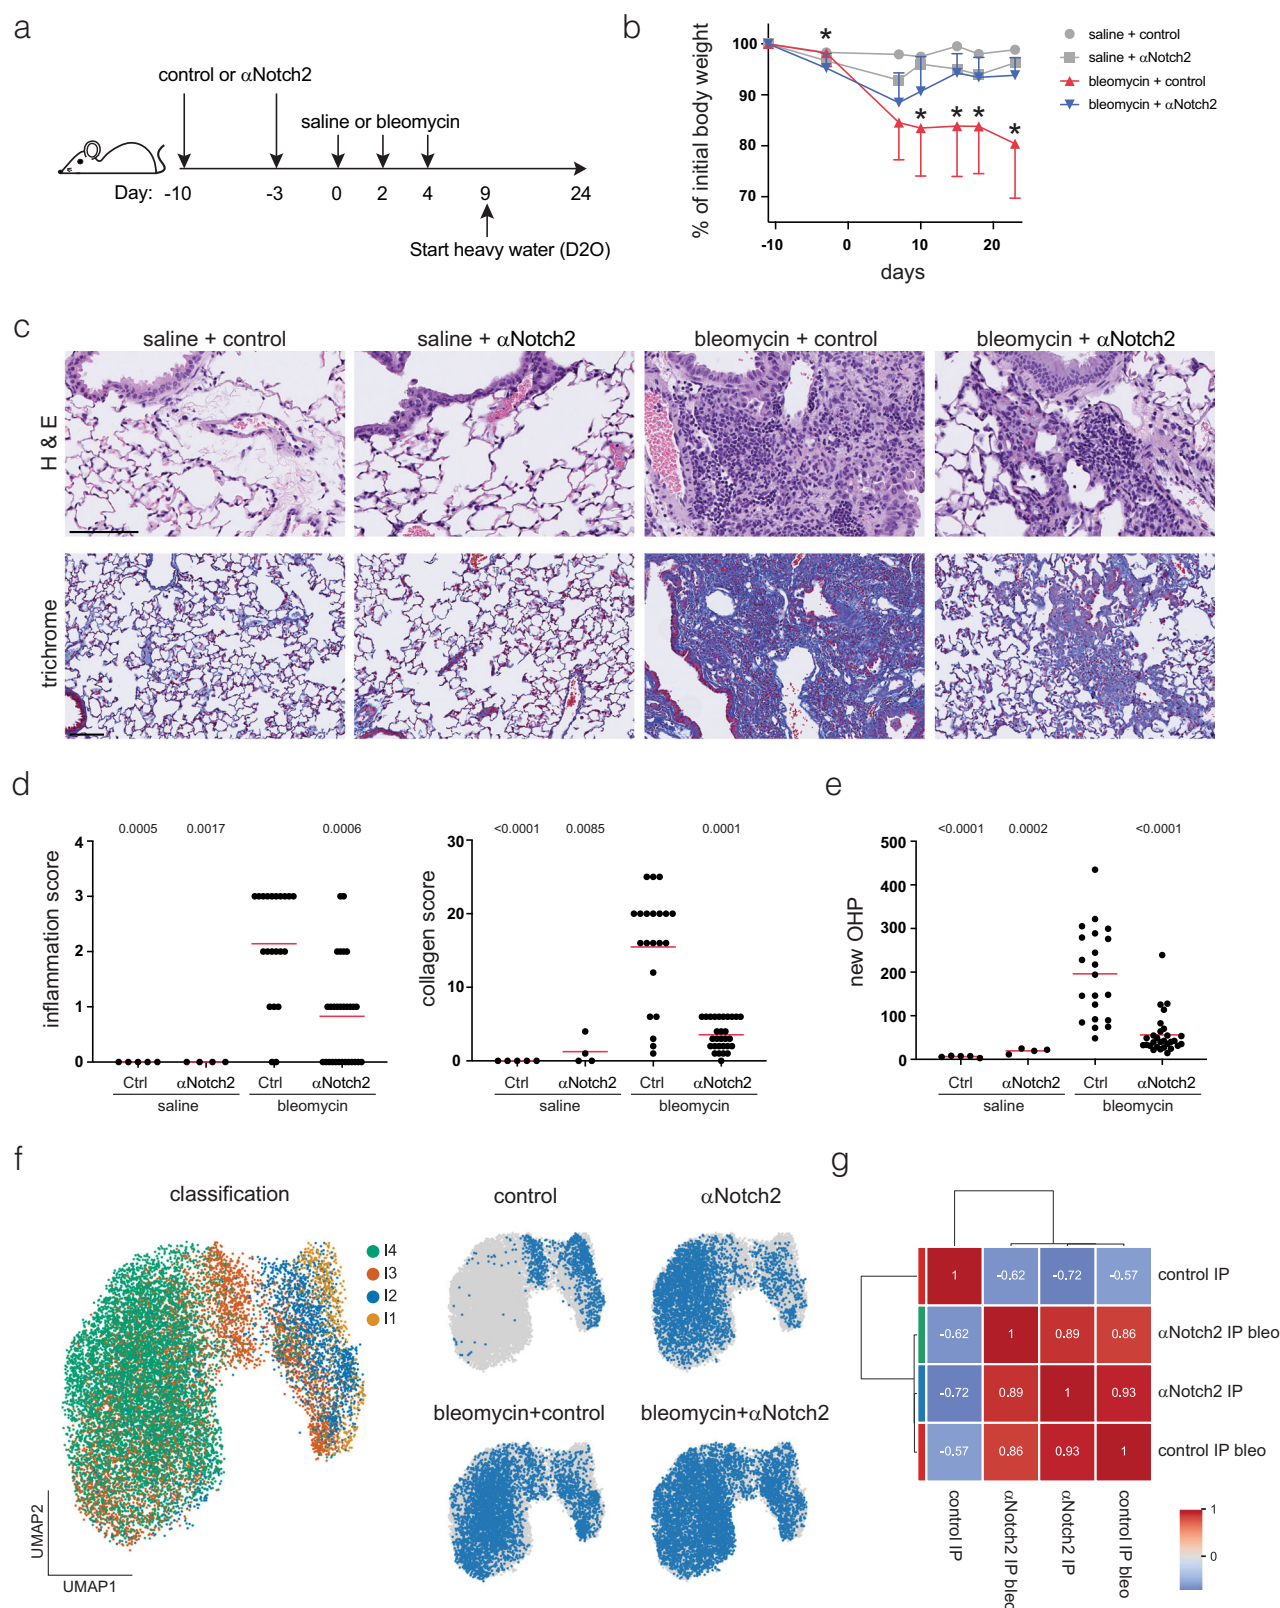 a
control or αNotch2
saline or bleomycin
Day: -10 -3 0 2 4 9 24
Start heavy water (D2O)
b
% of initial body weight
100
90
80
70
-10 0 10 20
days
* * * * *
saline + control
saline + αNotch2
bleomycin + control
bleomycin + αNotch2
c
saline + control
saline + αNotch2
bleomycin + control
bleomycin + αNotch2
H & E
trichrome
d
inflammation score
0.0005 0.0017 0.0006
4
3
2
1
0
Ctrl αNotch2 Ctrl αNotch2
saline bleomycin
collagen score
<0.0001 0.0085 0.0001
30
20
10
0
Ctrl αNotch2 Ctrl αNotch2
saline bleomycin
e
new OHP
<0.0001 0.0002 <0.0001
500
400
300
200
100
0
Ctrl αNotch2 Ctrl αNotch2
saline bleomycin
f
classification
I4
I3
I2
I1
UMAP2
UMAP1
control
αNotch2
bleomycin+control
bleomycin+αNotch2
g
1 -0.62 -0.72 -0.57 control IP
-0.62 1 0.89 0.86 αNotch2 IP bleo
-0.72 0.89 1 0.93 αNotch2 IP
-0.57 0.86 0.93 1 control IP bleo
control IP
αNotch2 IP bleo
αNotch2 IP
control IP bleo
1
0